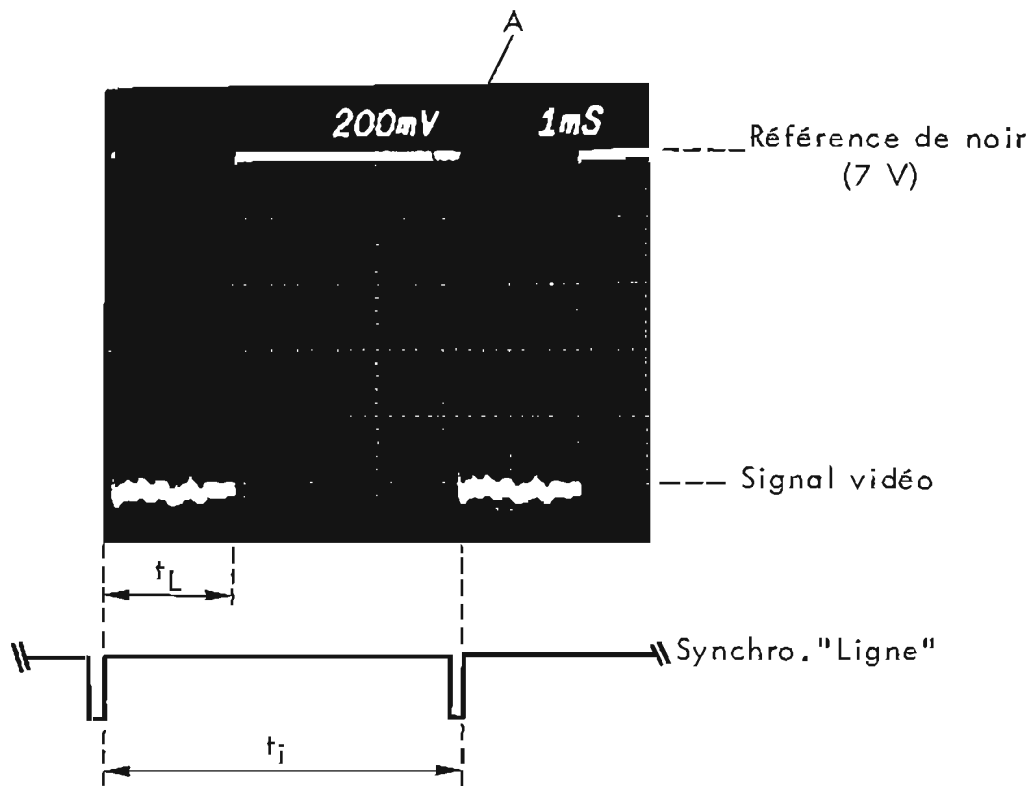 A
200mV 1mS
Référence de noir
(7 V)
Signal vidéo
tL
Synchro. "Ligne"
ti